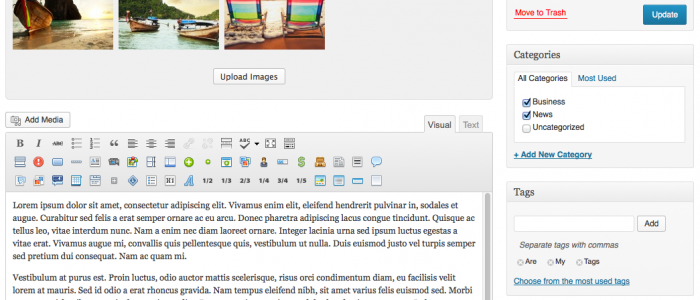 Move to Trash
Update
Upload Images
Categories
All Categories
Most Used
Business
News
Uncategorized
+ Add New Category
Add Media
Visual
Text
B I ABC
ABC
H1 1/2 1/3 2/3 1/4 3/4 1/5
Lorem ipsum dolor sit amet, consectetur adipiscing elit. Vivamus enim elit, eleifend hendrerit pulvinar in, sodales et
augue. Curabitur sed felis a erat semper ornare ac eu arcu. Donec pharetra adipiscing lacus congue tincidunt. Quisque ac
tellus leo, vitae interdum nunc. Nam a enim nec diam laoreet ornare. Integer lacinia urna sed ipsum luctus egestas a
vitae erat. Vivamus augue mi, convallis quis pellentesque quis, vestibulum ut nulla. Duis euismod justo vel turpis semper
sed pretium dui consequat. Nam ac quam mi.
Vestibulum at purus est. Proin luctus, odio auctor mattis scelerisque, risus orci condimentum diam, eu facilisis velit
lorem at mauris. Sed id odio a erat rhoncus gravida. Nam tempus eleifend nibh, sit amet varius felis euismod sed. Morbi
Tags
Add
Separate tags with commas
Are
My
Tags
Choose from the most used tags